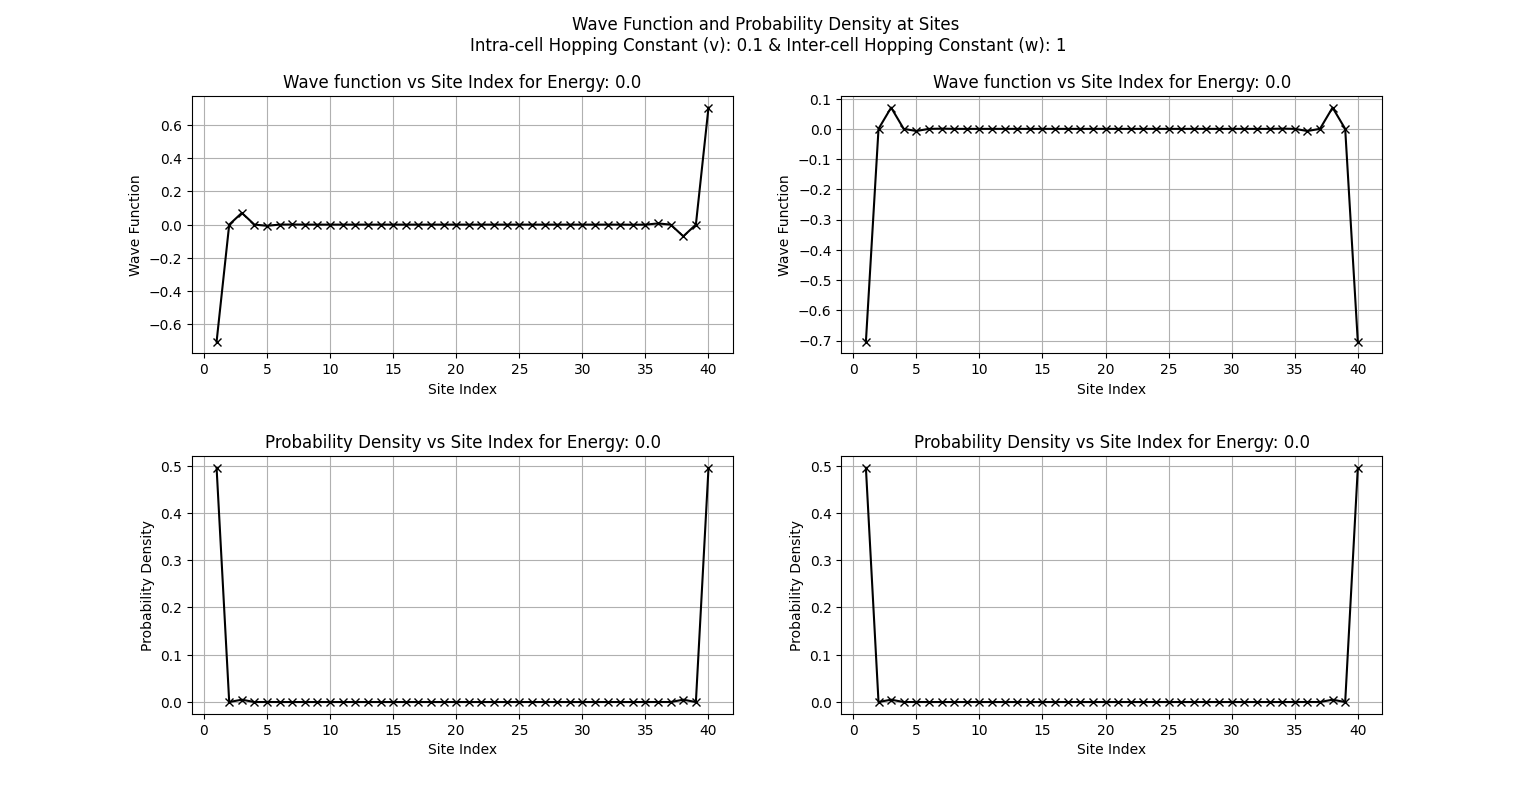 Wave Function and Probability Density at Sites
Intra-cell Hopping Constant (v): 0.1 & Inter-cell Hopping Constant (w): 1
Wave function vs Site Index for Energy: 0.0
0.6
0.4
0.2
0.0
−0.2
−0.4
−0.6
Wave Function
0 5 10 15 20 25 30 35 40
Site Index
Wave function vs Site Index for Energy: 0.0
0.1
0.0
−0.1
−0.2
−0.3
−0.4
−0.5
−0.6
−0.7
Wave Function
0 5 10 15 20 25 30 35 40
Site Index
Probability Density vs Site Index for Energy: 0.0
0.5
0.4
0.3
0.2
0.1
0.0
Probability Density
0 5 10 15 20 25 30 35 40
Site Index
Probability Density vs Site Index for Energy: 0.0
0.5
0.4
0.3
0.2
0.1
0.0
Probability Density
0 5 10 15 20 25 30 35 40
Site Index